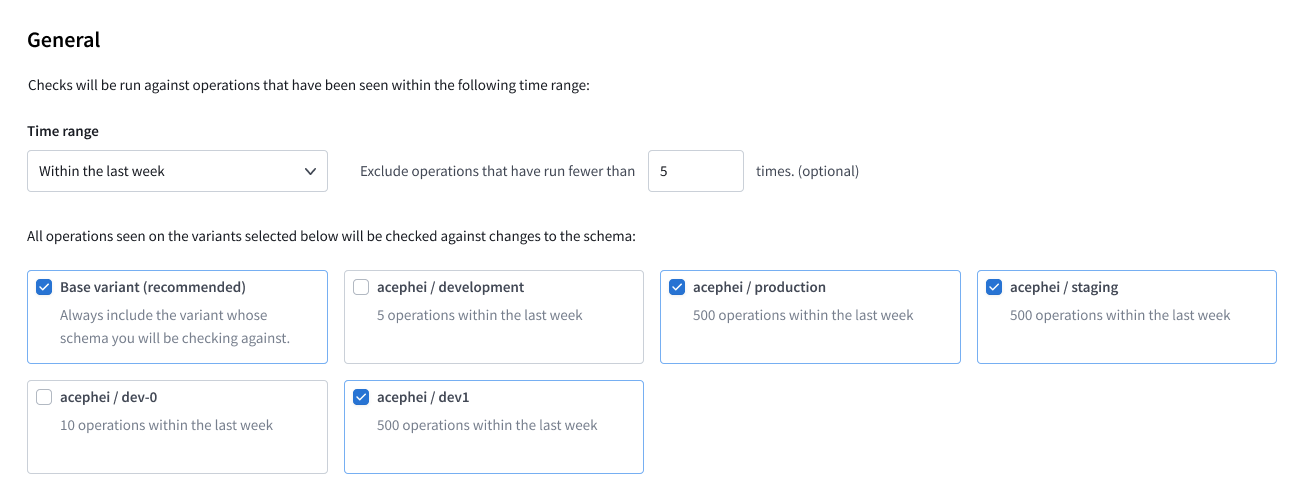 General
Checks will be run against operations that have been seen within the following time range:
Time range
Within the last week
Exclude operations that have run fewer than 5 times. (optional)
All operations seen on the variants selected below will be checked against changes to the schema:
Base variant (recommended)
Always include the variant whose
schema you will be checking against.
acephei / development
5 operations within the last week
acephei / production
500 operations within the last week
acephei / staging
500 operations within the last week
acephei / dev-0
10 operations within the last week
acephei / dev1
500 operations within the last week